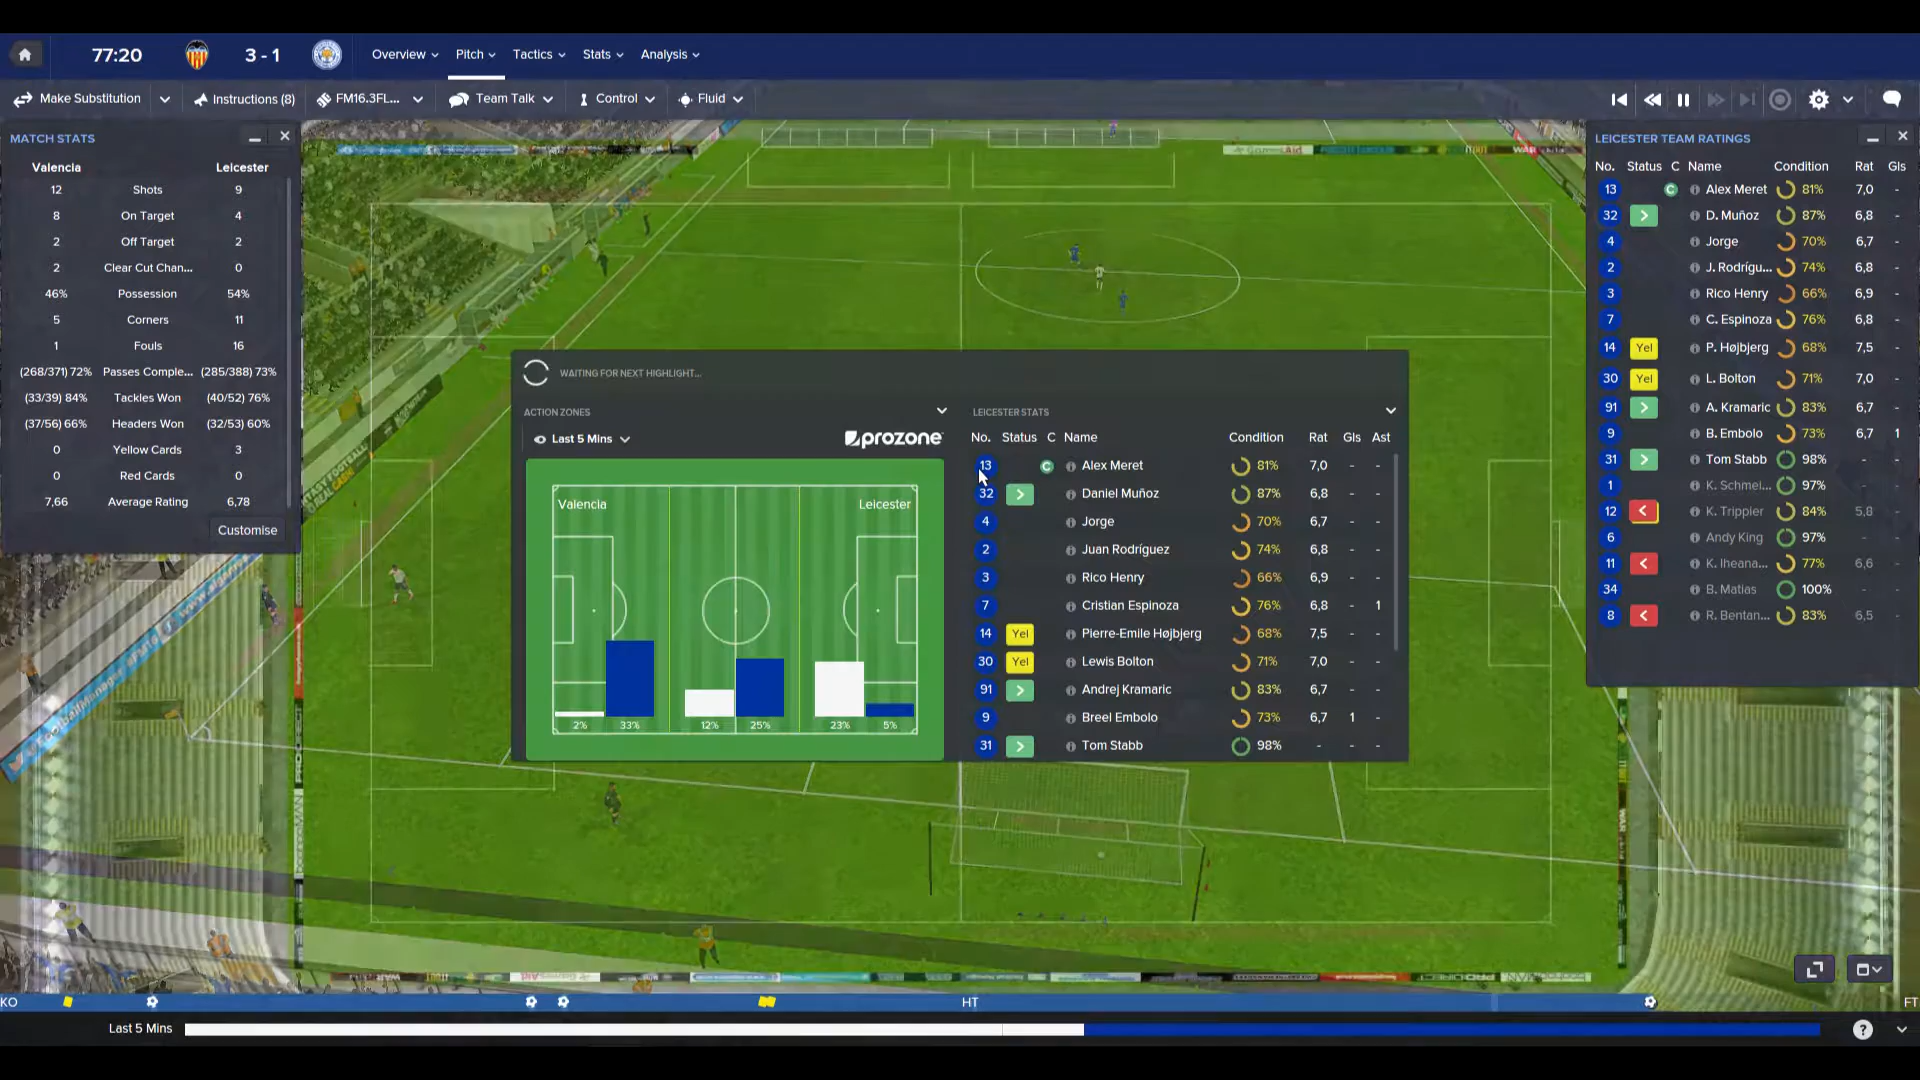 77:20 3 - 1 Overview Pitch Tactics Stats Analysis
Make Substitution Instructions (8) FM16.3FL... Team Talk Control Fluid
MATCH STATS
Valencia Leicester
12 Shots 9
8 On Target 4
2 Off Target 2
2 Clear Cut Chan... 0
46% Possession 54%
5 Corners 11
1 Fouls 16
(268/371) 72% Passes Comple... (285/388) 73%
(33/39) 84% Tackles Won (40/52) 76%
(37/56) 66% Headers Won (32/53) 60%
0 Yellow Cards 3
0 Red Cards 0
7,66 Average Rating 6,78
Customise
WAITING FOR NEXT HIGHLIGHT...
ACTION ZONES
Last 5 Mins prozone
Valencia Leicester
2% 33% 12% 25% 23% 5%
LEICESTER STATS
No. Status C Name Condition Rat Gls Ast
13 C Alex Meret 81% 7,0 - -
32 Daniel Muñoz 87% 6,8 - -
4 Jorge 70% 6,7 - -
2 Juan Rodríguez 74% 6,8 - -
3 Rico Henry 66% 6,9 - -
7 Cristian Espinoza 76% 6,8 - 1
14 Yel Pierre-Emile Højbjerg 68% 7,5 - -
30 Yel Lewis Bolton 71% 7,0 - -
91 Andrej Kramaric 83% 6,7 - -
9 Breel Embolo 73% 6,7 1 -
31 Tom Stabb 98% - - -
LEICESTER TEAM RATINGS
No. Status C Name Condition Rat Gls
13 C Alex Meret 81% 7,0 -
32 D. Muñoz 87% 6,8 -
4 Jorge 70% 6,7 -
2 J. Rodrígu... 74% 6,8 -
3 Rico Henry 66% 6,9 -
7 C. Espinoza 76% 6,8 -
14 Yel P. Højbjerg 68% 7,5 -
30 Yel L. Bolton 71% 7,0 -
91 A. Kramaric 83% 6,7 -
9 B. Embolo 73% 6,7 1
31 Tom Stabb 98% - -
1 K. Schmei... 97% - -
12 K. Trippier 84% 5,8 -
6 Andy King 97% - -
11 K. Iheana... 77% 6,6 -
34 B. Matias 100% - -
8 R. Bentan... 83% 6,5 -
KO HT FT
Last 5 Mins ?